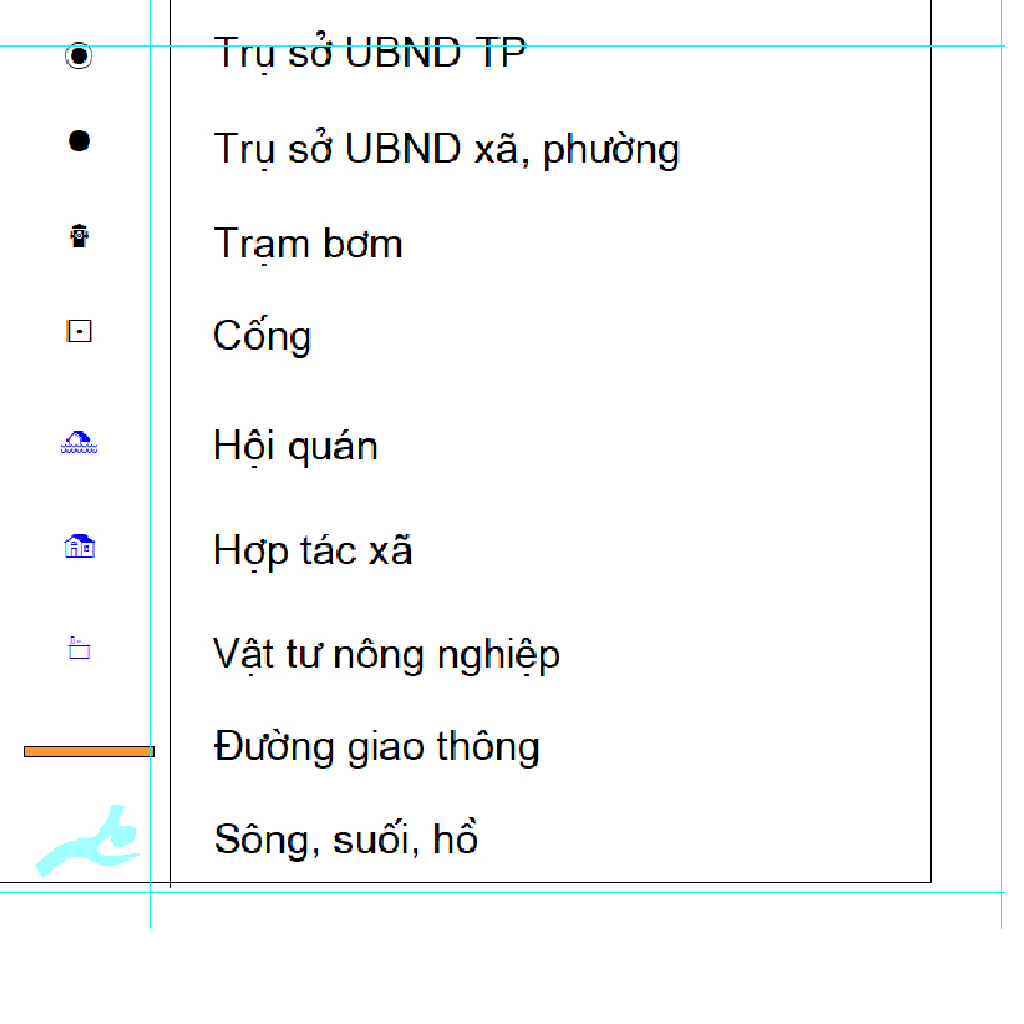 Trụ sở UBND TP
Trụ sở UBND xã, phường
Trạm bơm
Cống
Hội quán
Hợp tác xã
Vật tư nông nghiệp
Đường giao thông
Sông, suối, hồ